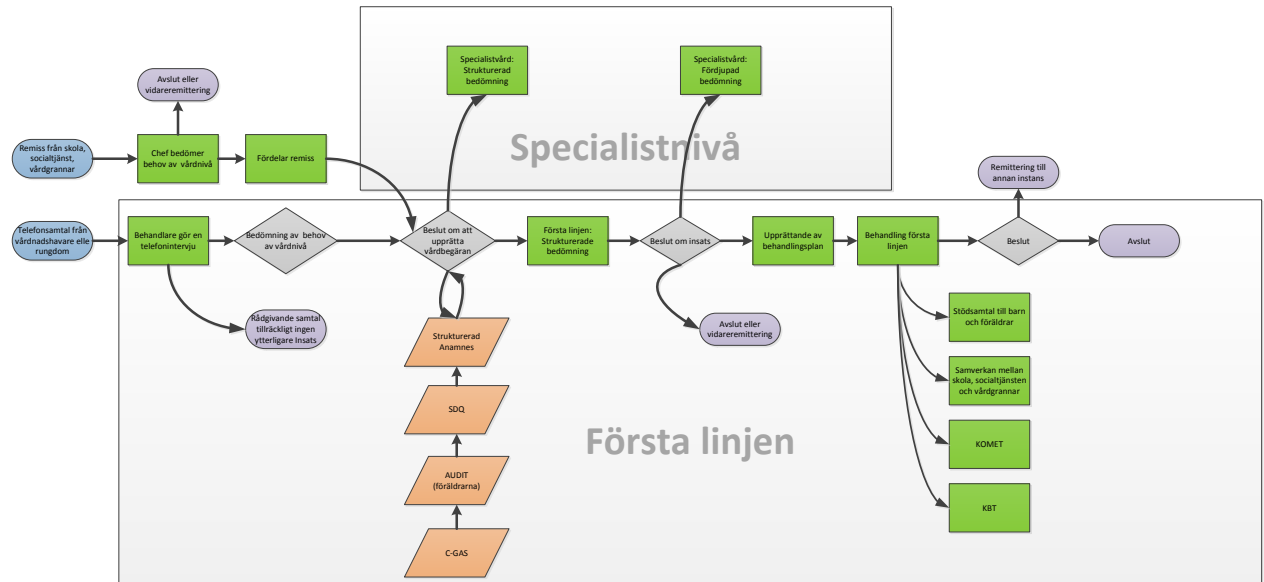 Specialistvård:
Strukturerad
bedömning
Specialistvård:
Fördjupad
bedömning
Specialistnivå
Avslut eller
vidareremittering
Remiss från skola,
socialtjänst,
vårdgrannar
Chef bedömer
behov av  vårdnivå
Fördelar remiss
Remittering till
annan instans
Telefonsamtal från
vårdnadshavare elle
rungdom
Behandlare gör en
telefonintervju
Bedömning av  behov
av vårdnivå
Beslut om att
upprätta
vårdbegäran
Första linjen:
Strukturerade
bedömning
Beslut om insats
Upprättande av
behandlingsplan
Behandling första
linjen
Beslut
Avslut
Rådgivande samtal
tillräckligt ingen
ytterligare Insats
Avslut eller
vidareremittering
Strukturerad
Anamnes
SDQ
AUDIT
(föräldrarna)
C-GAS
Första linjen
Stödsamtal till barn
och föräldrar
Samverkan mellan
skola, socialtjänsten
och vårdgrannar
KOMET
KBT